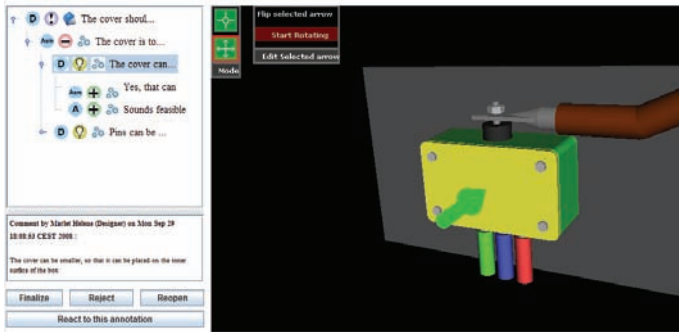 D The cover shoul...
Asm The cover is to...
D The cover can...
Asm Yes, that can
A Sounds feasible
D Pins can be ...
Comment by Mariet Helene (Designer) on Mon Sep 29
18:08:53 CEST 2008 :
The cover can be smaller, so that it can be placed on the inner
surface of the box
Finalize Reject Reopen
React to this annotation
Mode
Flip selected arrow
Start Rotating
Edit Selected arrow